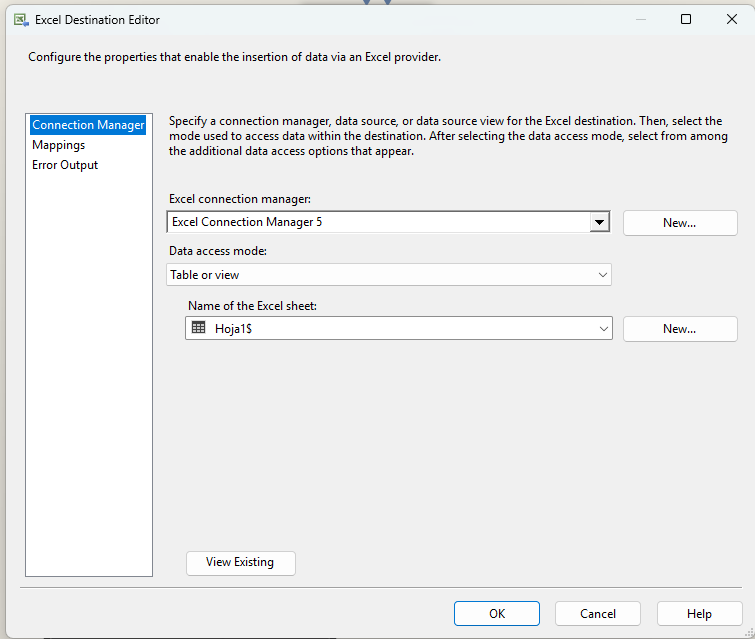 Excel Destination Editor
Configure the properties that enable the insertion of data via an Excel provider.
Connection Manager
Mappings
Error Output
Specify a connection manager, data source, or data source view for the Excel destination. Then, select the
mode used to access data within the destination. After selecting the data access mode, select from among
the additional data access options that appear.
Excel connection manager:
Excel Connection Manager 5
New...
Data access mode:
Table or view
Name of the Excel sheet:
Hoja1$
New...
View Existing
OK
Cancel
Help